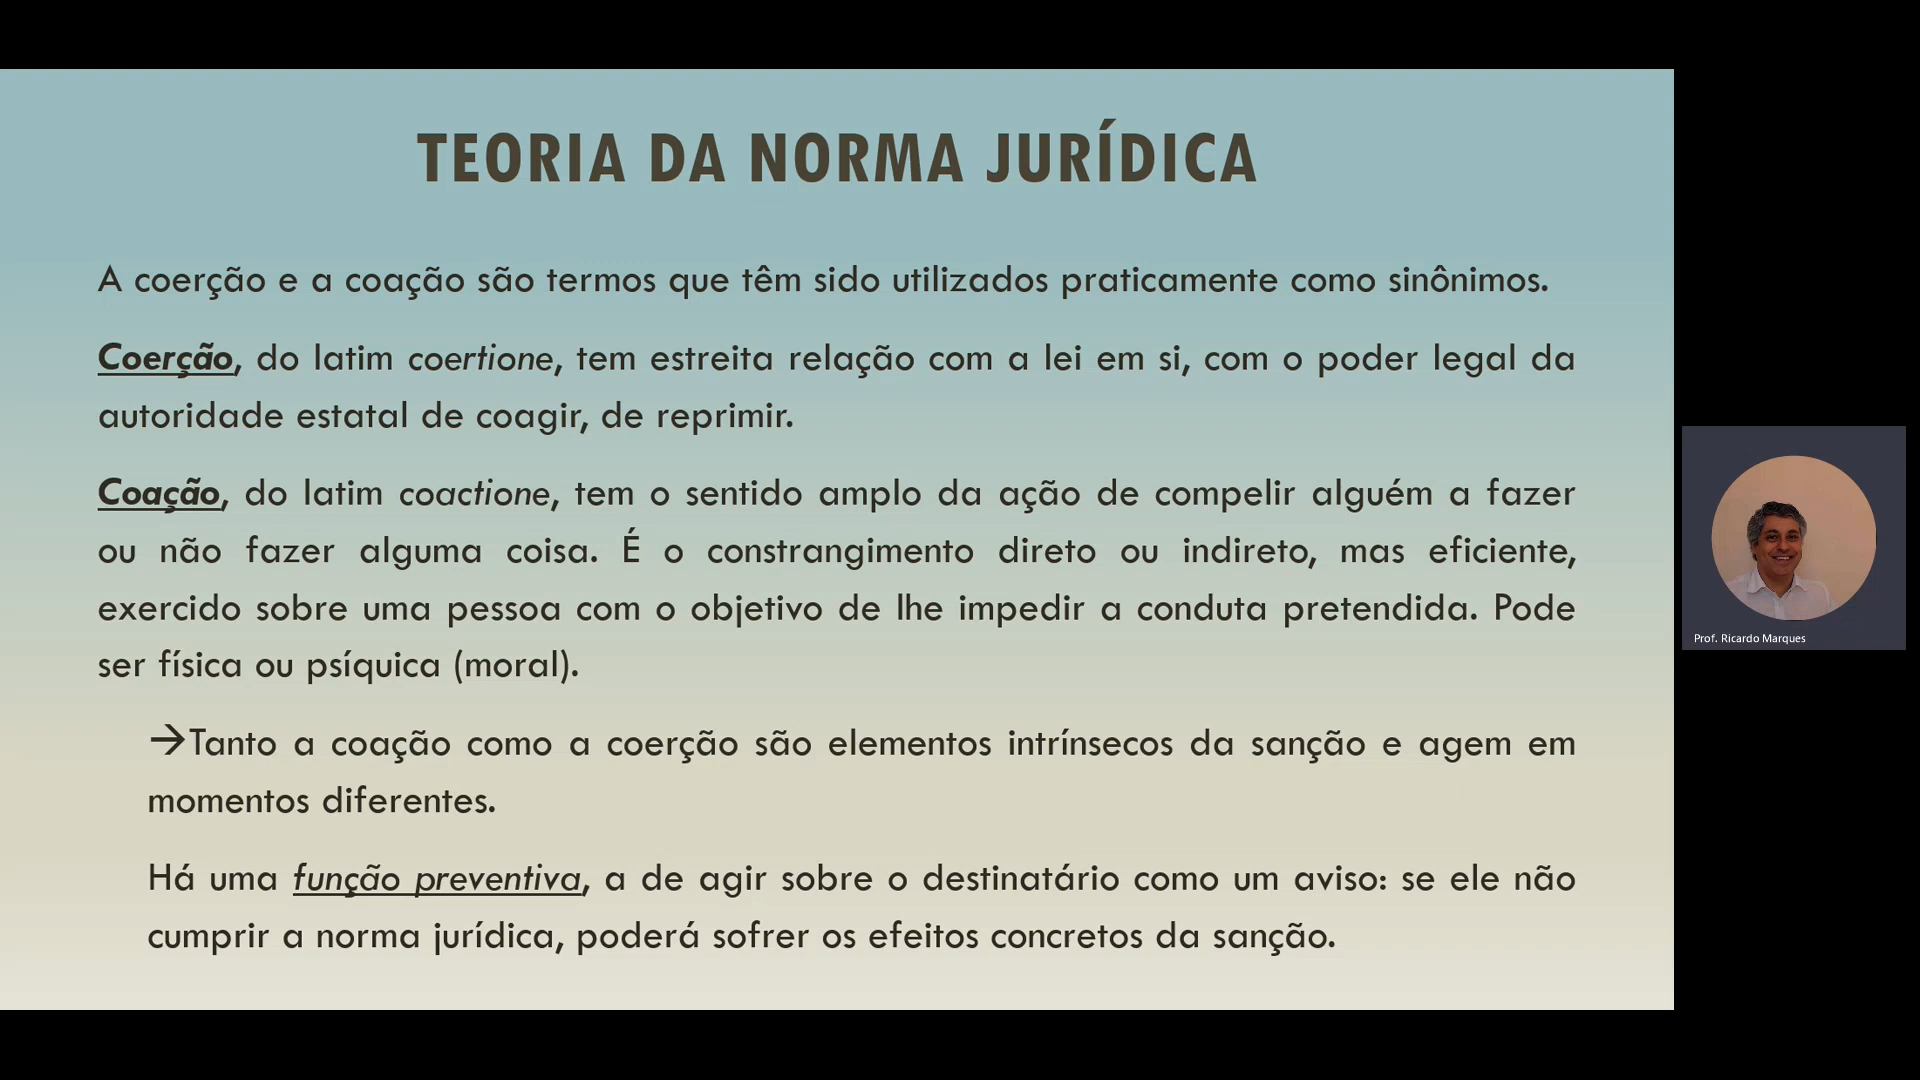 TEORIA DA NORMA JURÍDICA
A coerção e a coação são termos que têm sido utilizados praticamente como sinônimos.
Coerção, do latim coertione, tem estreita relação com a lei em si, com o poder legal da
autoridade estatal de coagir, de reprimir.
Coação, do latim coactione, tem o sentido amplo da ação de compelir alguém a fazer
ou não fazer alguma coisa. É o constrangimento direto ou indireto, mas eficiente,
exercido sobre uma pessoa com o objetivo de lhe impedir a conduta pretendida. Pode
ser física ou psíquica (moral).
→Tanto a coação como a coerção são elementos intrínsecos da sanção e agem em
momentos diferentes.
Há uma função preventiva, a de agir sobre o destinatário como um aviso: se ele não
cumprir a norma jurídica, poderá sofrer os efeitos concretos da sanção.
Prof. Ricardo Marques